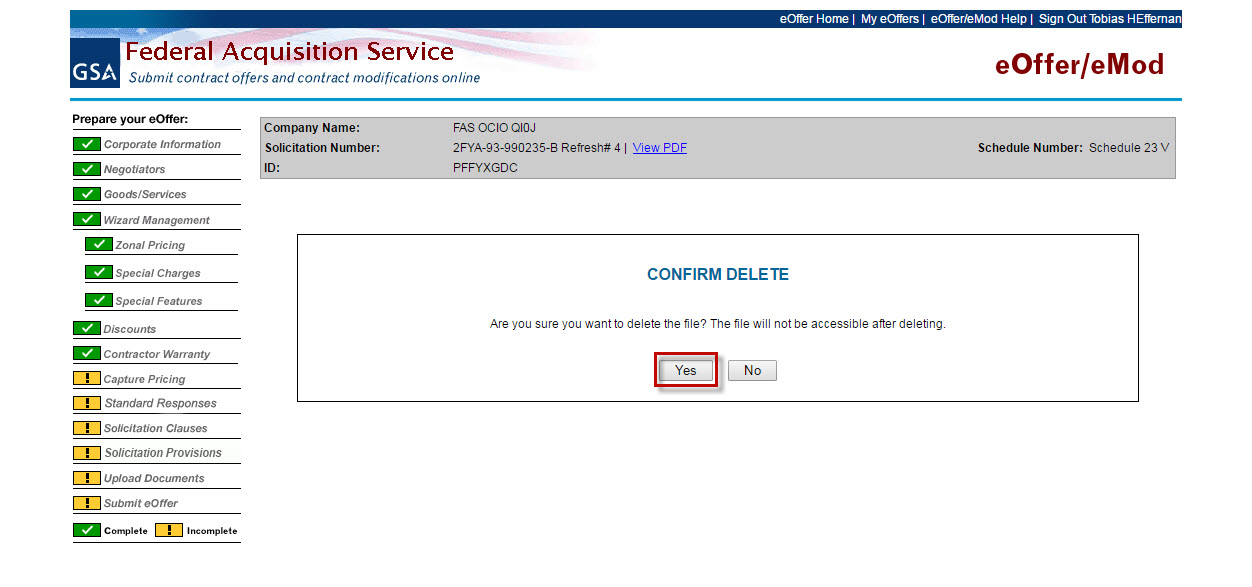 eOffer Home | My eOffers | eOffer/eMod Help | Sign Out Tobias HEffernan
GSA
Federal Acquisition Service
Submit contract offers and contract modifications online
eOffer/eMod
Prepare your eOffer:
Corporate Information
Negotiators
Goods/Services
Wizard Management
Zonal Pricing
Special Charges
Special Features
Discounts
Contractor Warranty
Capture Pricing
Standard Responses
Solicitation Clauses
Solicitation Provisions
Upload Documents
Submit eOffer
Complete Incomplete
Company Name: FAS OCIO QI0J
Solicitation Number: 2FYA-93-990235-B Refresh# 4 | View PDF Schedule Number: Schedule 23 V
ID: PFFYXGDC
CONFIRM DELETE
Are you sure you want to delete the file? The file will not be accessible after deleting.
Yes No